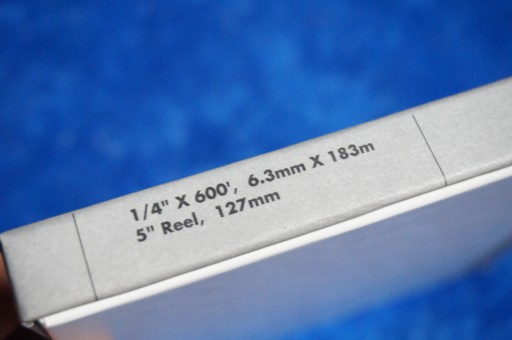 1/4" X 600', 6.3mm X 183m
5" Reel, 127mm